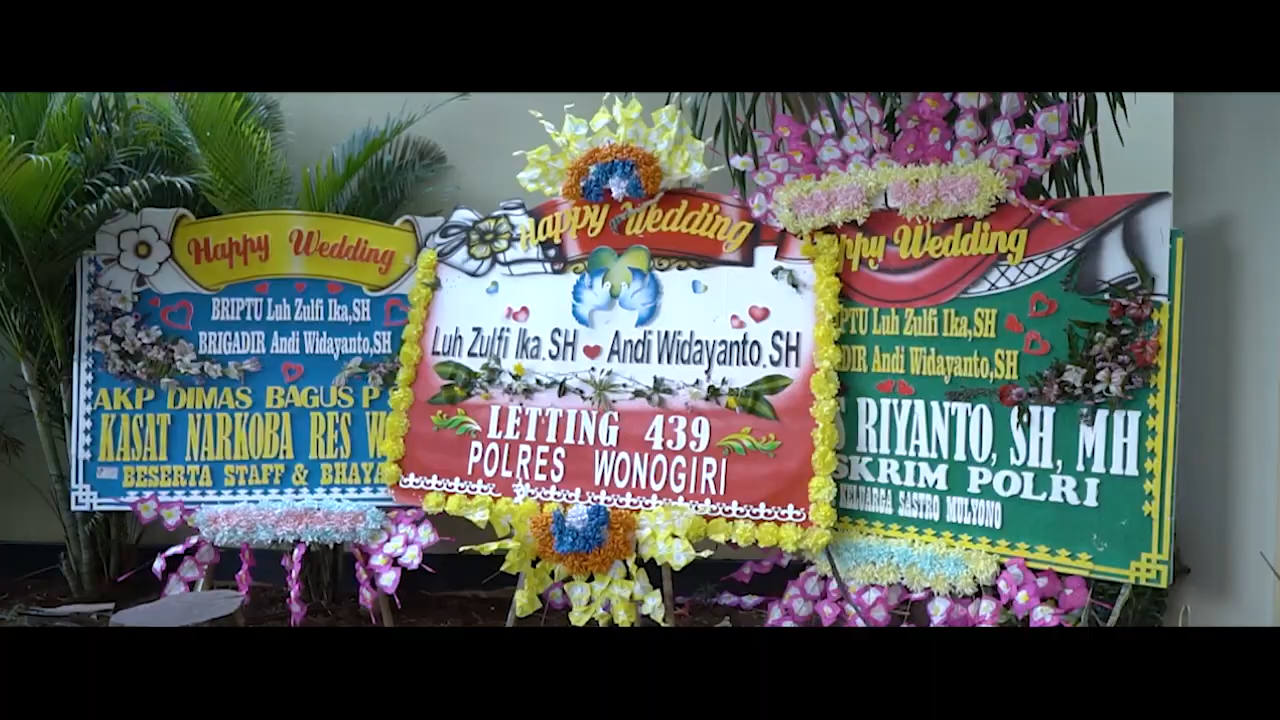 Happy Wedding
BRIPTU Luh Zulfi Ika,SH
BRIGADIR Andi Widayanto,SH
AKP DIMAS BAGUS P
KASAT NARKOBA RES
BESERTA STAFF &
Happy Wedding
Luh Zulfi Ika.SH Andi Widayanto.SH
LETTING 439
POLRES WONOGIRI
Happy Wedding
Luh Zulfi Ika,SH
Andi Widayanto,SH
RIYANTO, SH, MH
POLRI
KELUARGA SASTRO MULYONO